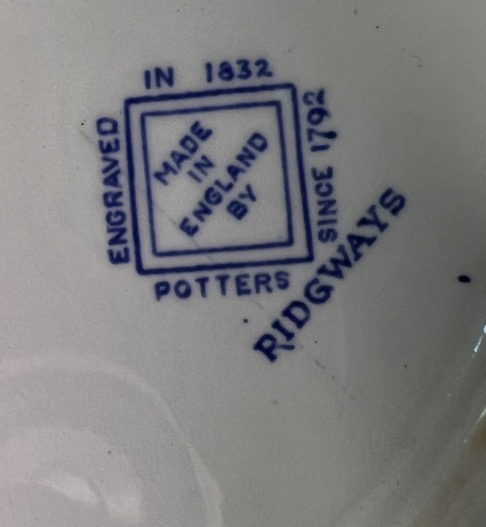 ENGRAVED
IN 1832
MADE
IN
ENGLAND
BY
RIDGWAYS
POTTERS
SINCE 1792